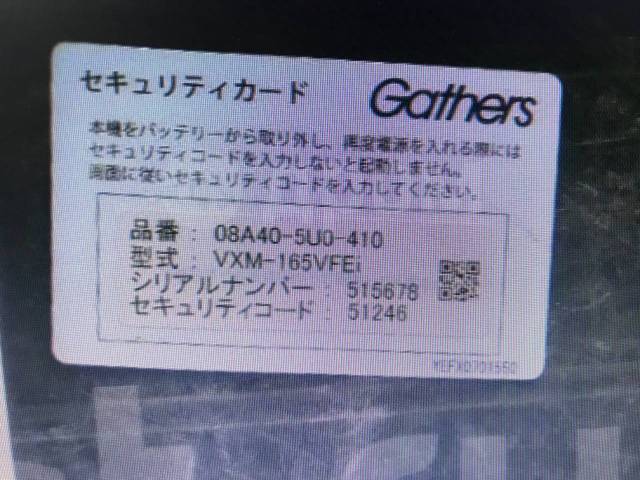 セキュリティカード
Gathers
本機をバッテリーから取り外し、再度電源を入れる際には
セキュリティコードを入力しないと起動しません。
画面に従いセキュリティコードを入力してください。
品番 : 08A40-5U0-410
型式 : VXM-165VFEi
シリアルナンバー : 515678
セキュリティコード : 51246